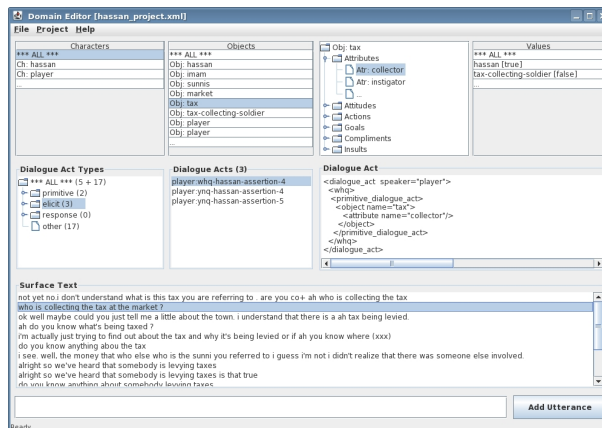 Domain Editor [hassan_project.xml]
File Project Help
Characters
*** ALL ***
Ch: hassan
Ch: player
...
Objects
*** ALL ***
Obj: hassan
Obj: imam
Obj: sunnis
Obj: market
Obj: tax
Obj: tax-collecting-soldier
Obj: player
Obj: player
...
Obj: tax
Attributes
Atr: collector
Atr: instigator
...
Attitudes
Actions
Goals
Compliments
Insults
Values
*** ALL ***
hassan [true]
tax-collecting-soldier [false]
...
Dialogue Act Types
*** ALL *** (5 + 17)
primitive (2)
elicit (3)
response (0)
other (17)
Dialogue Acts (3)
player:whq-hassan-assertion-4
player:ynq-hassan-assertion-4
player:ynq-hassan-assertion-5
Dialogue Act
<dialogue_act speaker="player">
<whq>
<primitive_dialogue_act>
<object name="tax">
<attribute name="collector"/>
</object>
</primitive_dialogue_act>
</whq>
</dialogue_act>
Surface Text
not yet no.i don't understand what is this tax you are referring to . are you co+ ah who is collecting the tax
who is collecting the tax at the market ?
ok well maybe could you just tell me a little about the town. i understand that there is a ah tax being levied.
ah do you know what's being taxed ?
i'm actually just trying to find out about the tax and why it's being levied or if ah you know where (xxx)
do you know anything abou the tax
i see. well, the money that who else who is the sunni you referred to i guess i'm not i didn't realize that there was someone else involved.
alright so we've heard that somebody is levying tax
alright so we've heard that somebody is levying taxes is that true
do you know anything about somebody levying taxes
Add Utterance
Ready